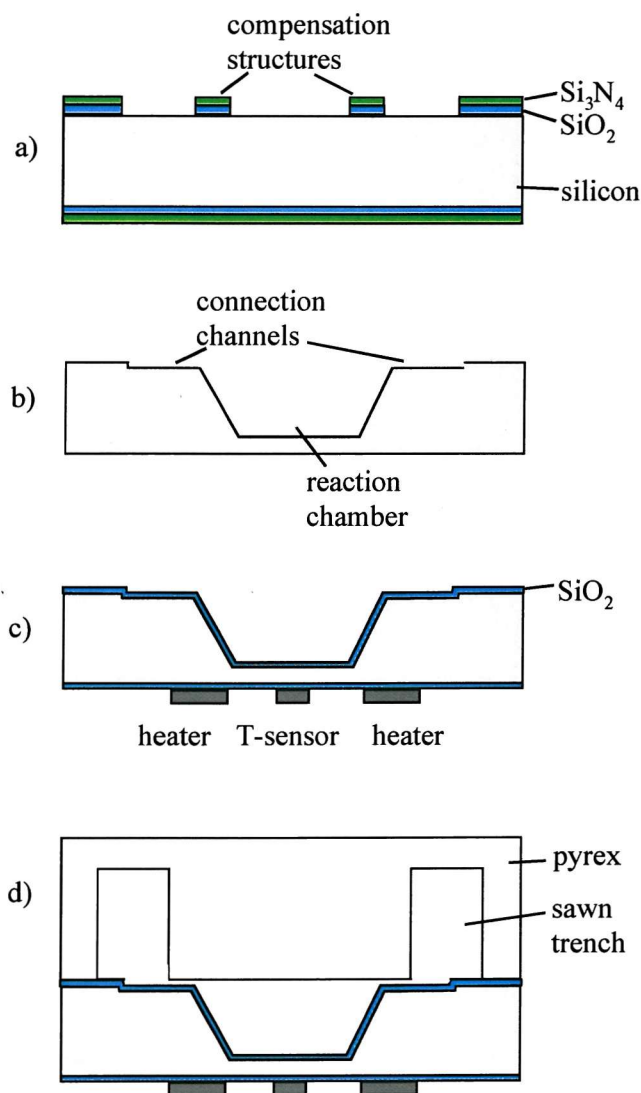 compensation
structures
Si₃N₄
SiO₂
a)
silicon
connection
channels
b)
reaction
chamber
SiO₂
c)
heater T-sensor heater
pyrex
d)
sawn
trench